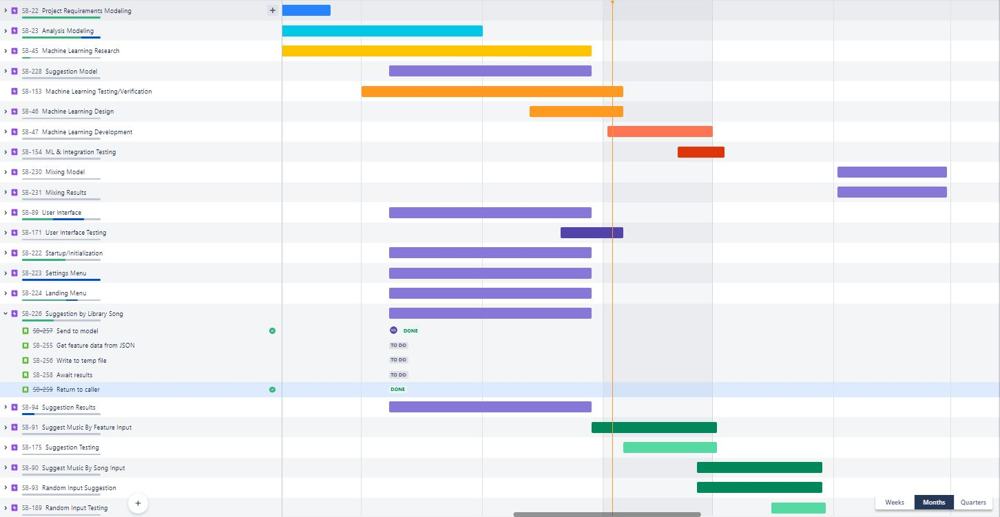 SB-22 Project Requirements Modeling
SB-23 Analysis Modeling
SB-45 Machine Learning Research
SB-228 Suggestion Model
SB-153 Machine Learning Testing/Verification
SB-46 Machine Learning Design
SB-47 Machine Learning Development
SB-154 ML & Integration Testing
SB-230 Mixing Model
SB-231 Mixing Results
SB-89 User Interface
SB-171 User Interface Testing
SB-222 Startup/Initialization
SB-223 Settings Menu
SB-224 Landing Menu
SB-226 Suggestion by Library Song
SB-257 Send to model ML DONE
SB-255 Get feature data from JSON TO DO
SB-256 Write to temp file TO DO
SB-258 Await results TO DO
SB-259 Return to caller DONE
SB-94 Suggestion Results
SB-91 Suggest Music By Feature Input
SB-175 Suggestion Testing
SB-90 Suggest Music By Song Input
SB-93 Random Input Suggestion
SB-189 Random Input Testing
Weeks Months Quarters